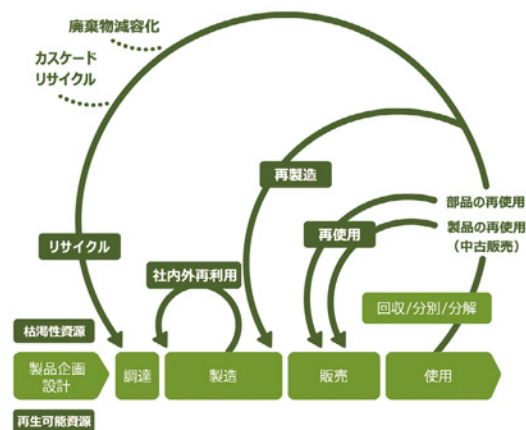 廃棄物減容化
カスケード
リサイクル
再製造
部品の再使用
製品の再使用
(中古販売)
再使用
リサイクル
社内外再利用
回収/分別/分解
枯渇性資源
製品企画
設計
調達
製造
販売
使用
再生可能資源